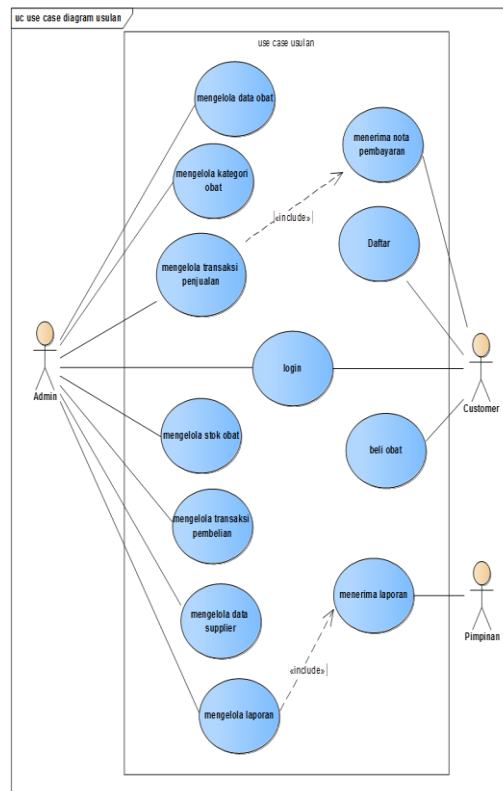 uc use case diagram usulan
use case usulan
mengelola data obat
menerima nota
pembayaran
mengelola kategori
obat
«include»
Daftar
mengelola transaksi
penjualan
login
Admin
Customer
mengelola stok obat
beli obat
mengelola transaksi
pembelian
menerima laporan
mengelola data
supplier
Pimpinan
«include»
mengelola laporan